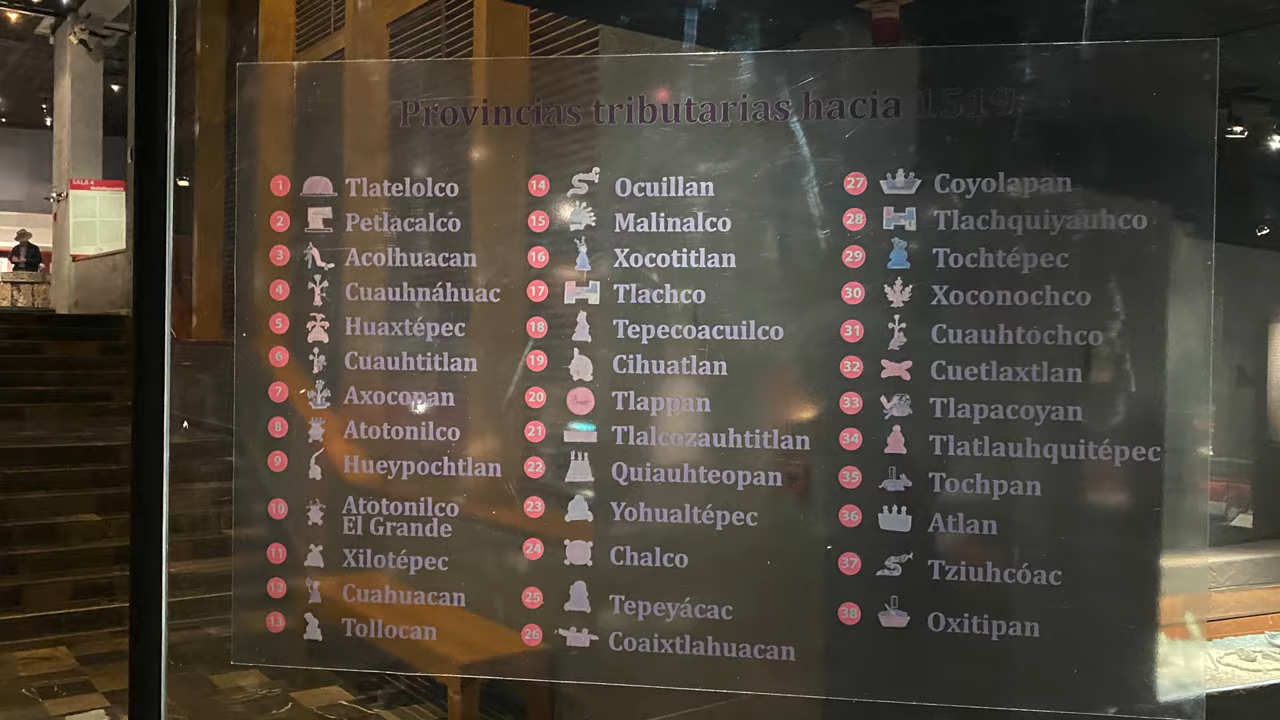 Provincias tributarias hacia 1519
1 Tlatelolco
2 Petlacalco
3 Acolhuacan
4 Cuauhnáhuac
5 Huaxtépec
6 Cuauhtitlan
7 Axocopan
8 Atotonilco
9 Hueypochtlan
10 Atotonilco
El Grande
11 Xilotépec
12 Cuahuacan
13 Tollocan
14 Ocuillan
15 Malinalco
16 Xocotitlan
17 Tlachco
18 Tepecoacuilco
19 Cihuatlan
20 Tlappan
21 Tlalcozauhtitlan
22 Quiauhteopan
23 Yohualtépec
24 Chalco
25 Tepeyácac
26 Coaixtlahuacan
27 Coyolapan
28 Tlachquiyauhco
29 Tochtépec
30 Xoconochco
31 Cuauhtochco
32 Cuetlaxtlan
33 Tlapacoyan
34 Tlatlauhquitépec
35 Tochpan
36 Atlan
37 Tziuhcóac
38 Oxitipan
SALA 4